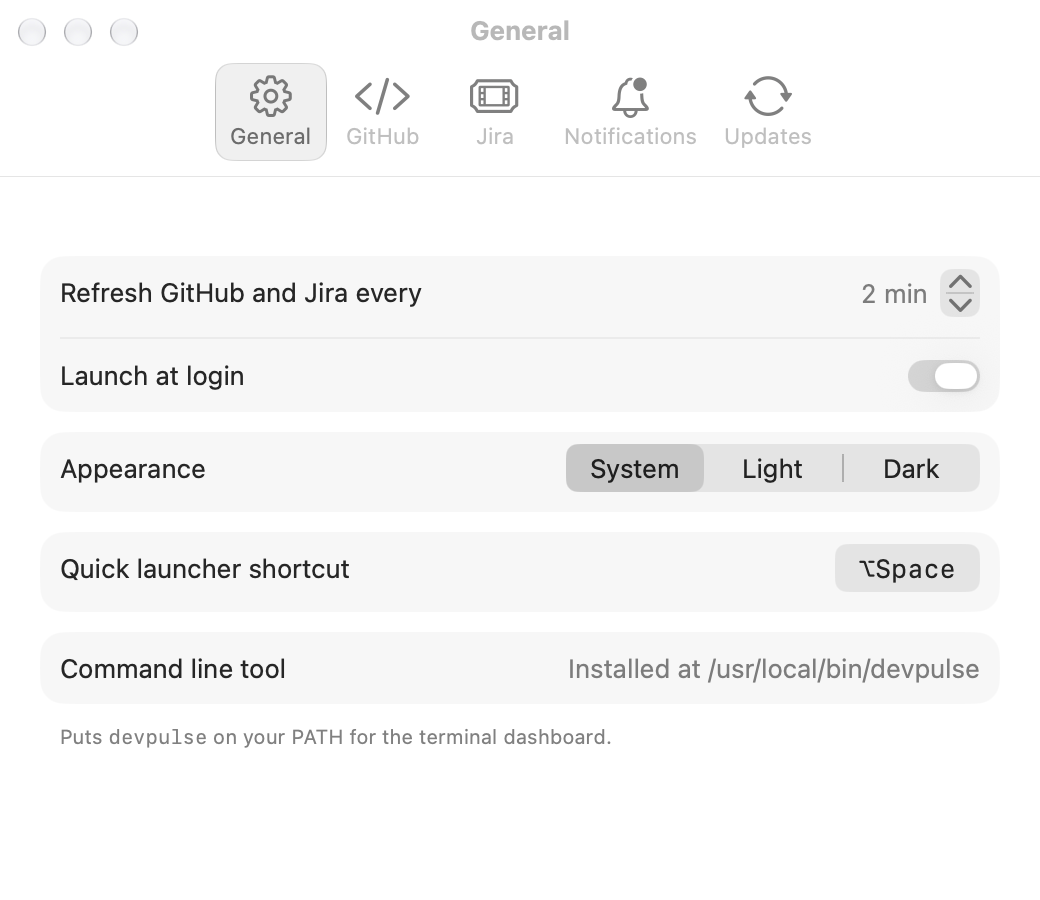 General
General
GitHub
Jira
Notifications
Updates
Refresh GitHub and Jira every
2 min
Launch at login
Appearance
System
Light
Dark
Quick launcher shortcut
⌥Space
Command line tool
Installed at /usr/local/bin/devpulse
Puts devpulse on your PATH for the terminal dashboard.